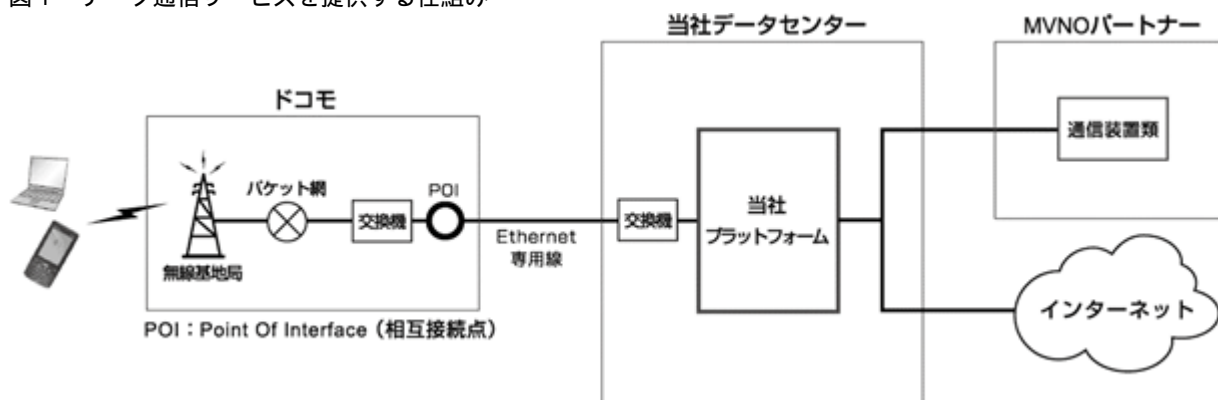 当社データセンター
MVNOパートナー
ドコモ
通信装置類
パケット網
POI
交換機
交換機
当社
プラットフォーム
Ethernet
専用線
無線基地局
インターネット
POI：Point Of Interface（相互接続点）